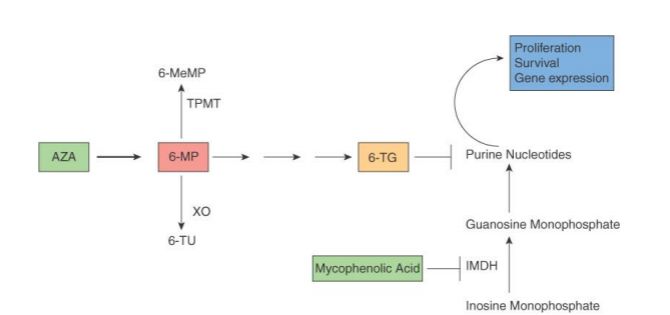 Proliferation
Survival
Gene expression
6-MeMP
TPMT
AZA
6-MP
6-TG
Purine Nucleotides
XO
6-TU
Guanosine Monophosphate
Mycophenolic Acid
IMDH
Inosine Monophosphate